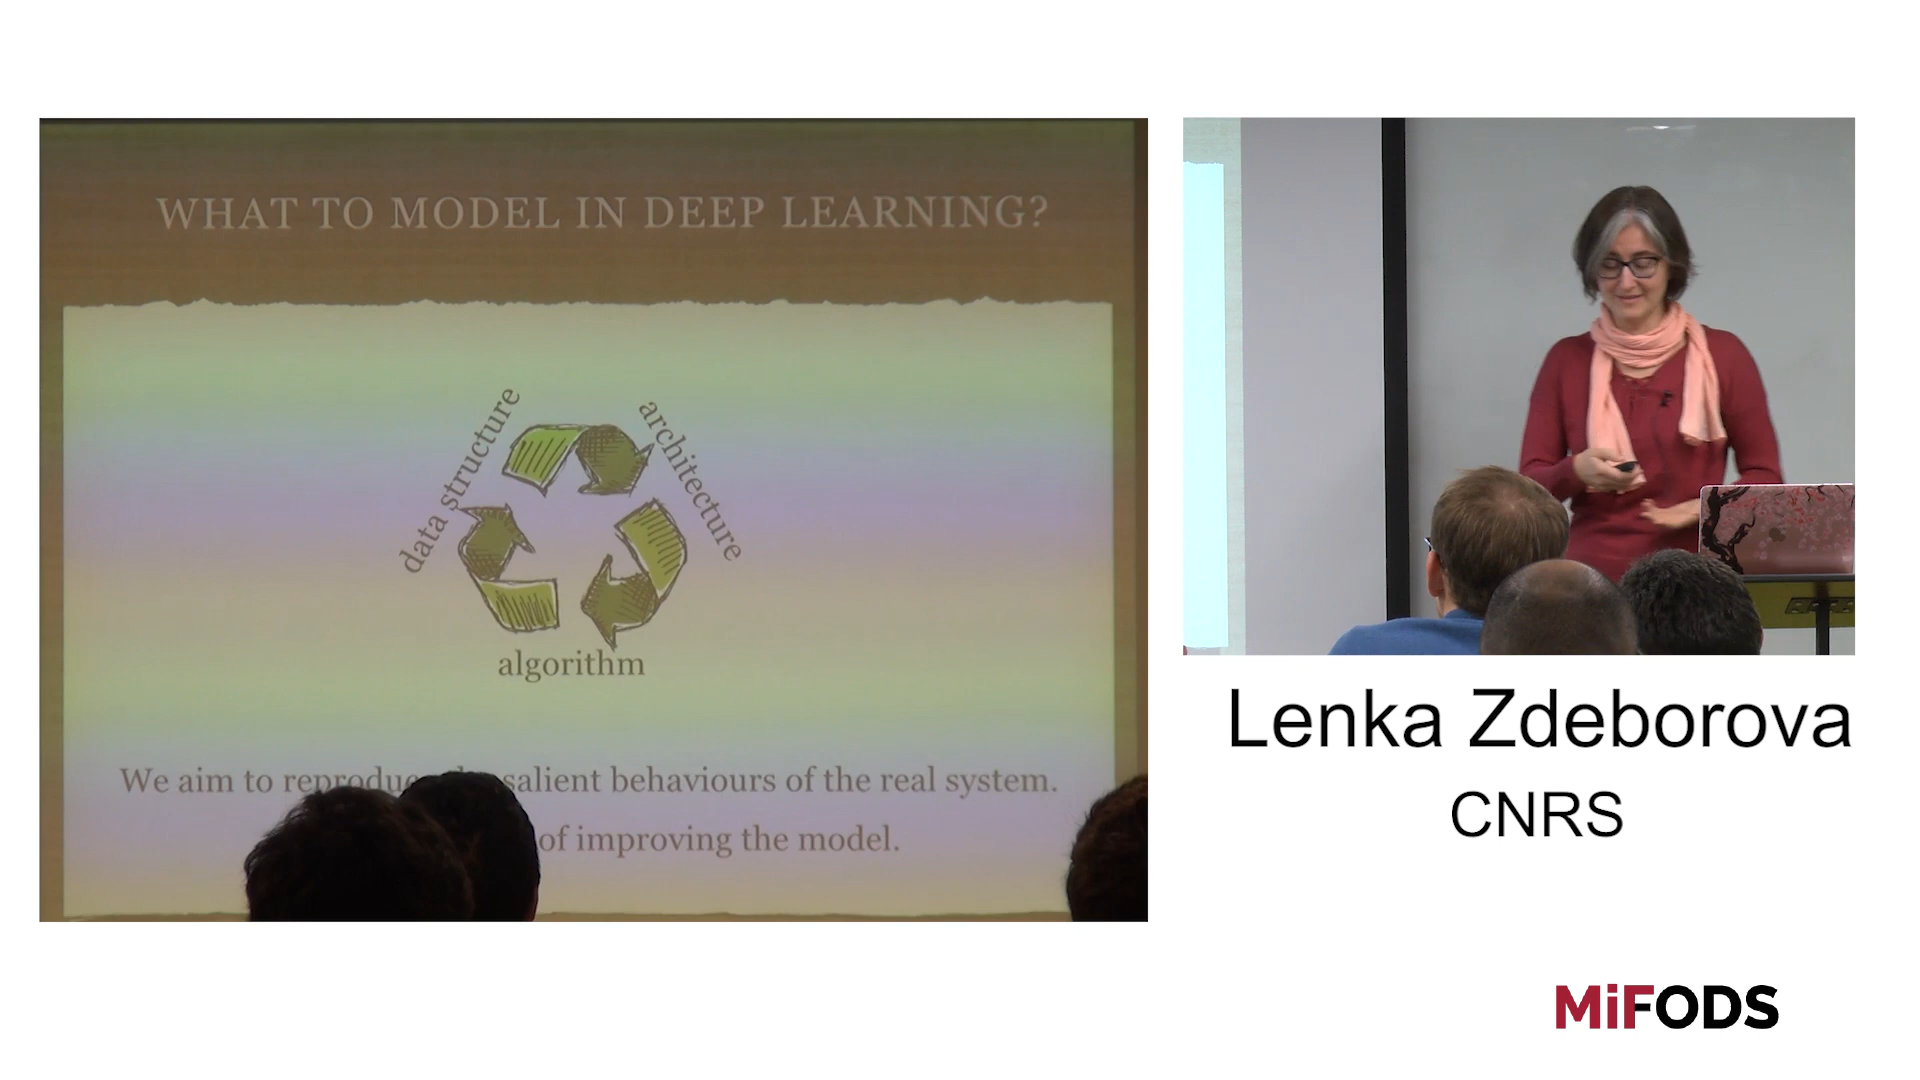 WHAT TO MODEL IN DEEP LEARNING?
data structure
architecture
algorithm
We aim to salient behaviours of the real system.
of improving the model.
Lenka Zdeborova
CNRS
MiFODS